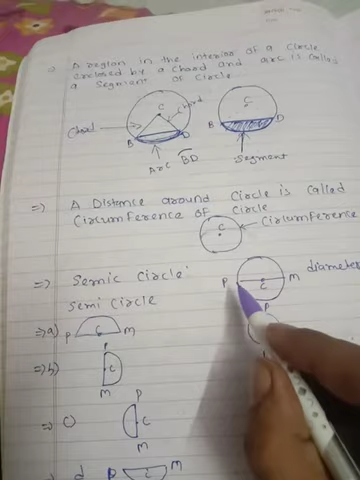 => A region in the interior of a Circle
enclosed by a Chord and arc is called
a Segment of Circle
C
Chord
Chord
B
D
Arc BD
C
B
D
Segment
=> A Distance around Circle is called
Circumference of Circle
C
Circumference
=> Semic Circle
P
C
M
diameter
Semi Circle
P
=> a)
P
C
M
=> b)
P
C
M
=> C)
P
C
M
=> d
P
C
M